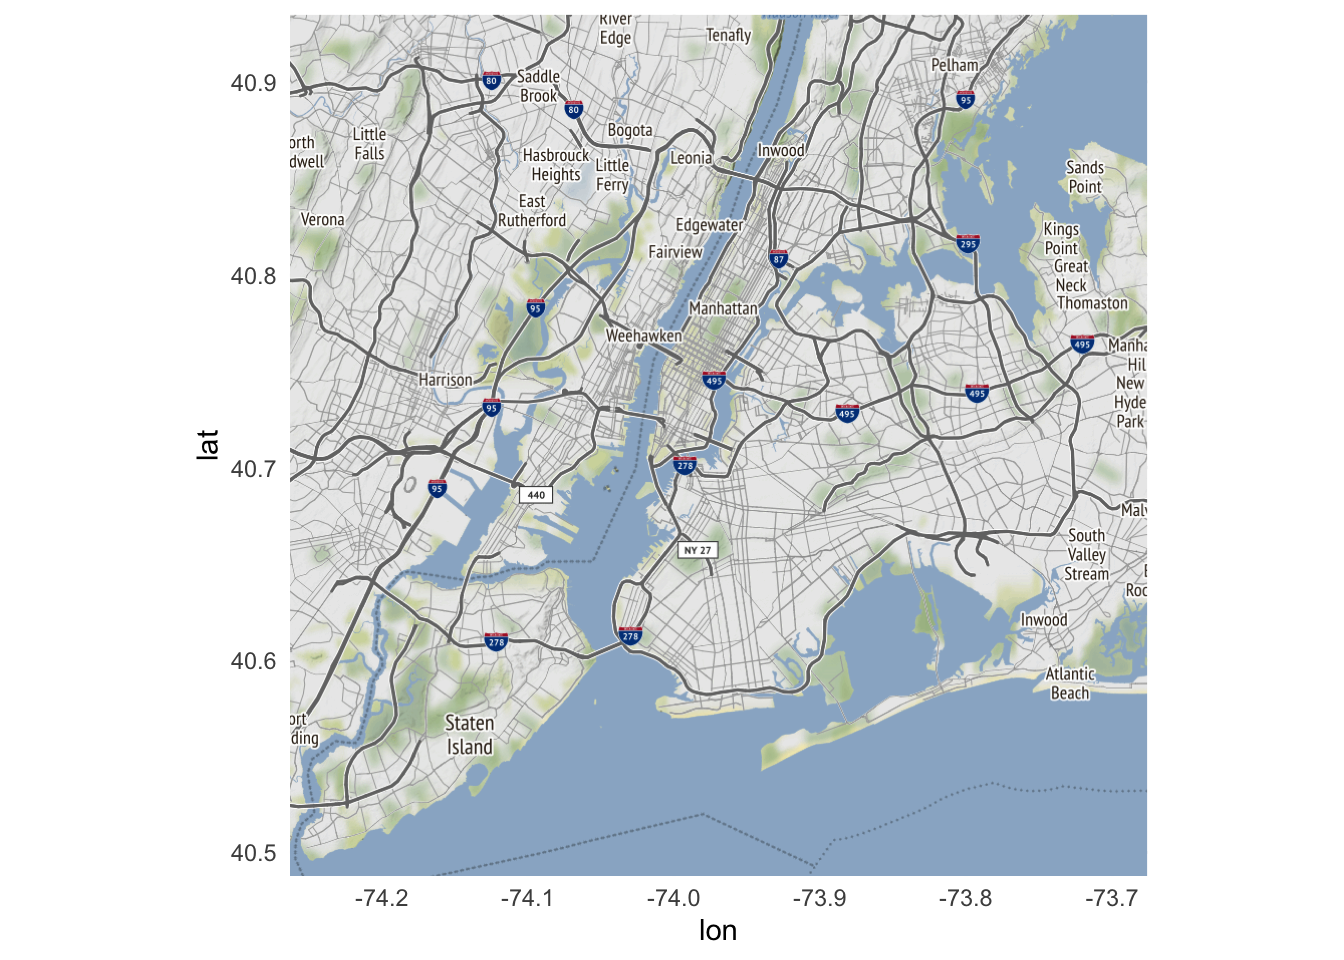 River
Edge
Tenafly
Pelham
40.9
80
Saddle
Brook
95
80
Bogota
Little
Falls
orth
dwell
Hasbrouck
Heights
Little
Ferry
Leonia
Inwood
Sands
Point
East
Rutherford
Verona
Edgewater
Kings
Point
295
Fairview
87
Great
Neck
40.8
Thomaston
95
Manhattan
Weehawken
495
Manha
Hil
New
Hyde
Park
Harrison
495
495
95
495
lat
40.7
278
95
440
Malv
NY 27
South
Valley
Stream
Roc
Inwood
278
278
40.6
Atlantic
Beach
ort
ding
Staten
Island
40.5
-74.2
-74.1
-74.0
-73.9
-73.8
-73.7
lon